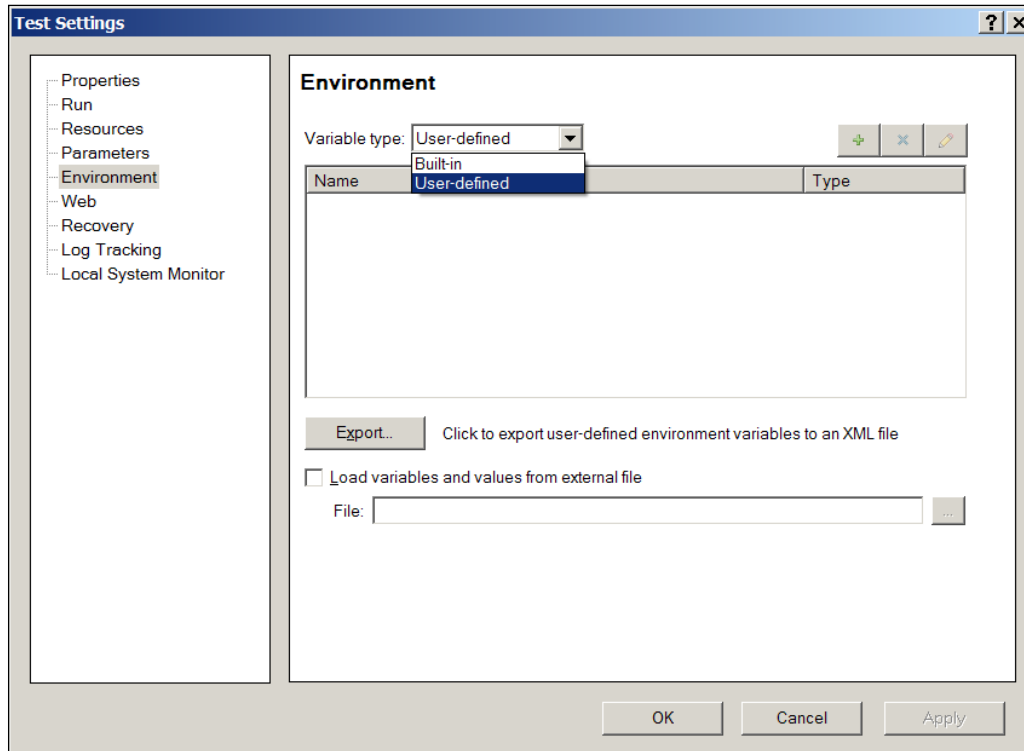 Test Settings
Properties
Run
Resources
Parameters
Environment
Web
Recovery
Log Tracking
Local System Monitor
Environment
Variable type: User-defined
Built-in
User-defined
Name
Type
Export... Click to export user-defined environment variables to an XML file
Load variables and values from external file
File:
...
OK Cancel Apply